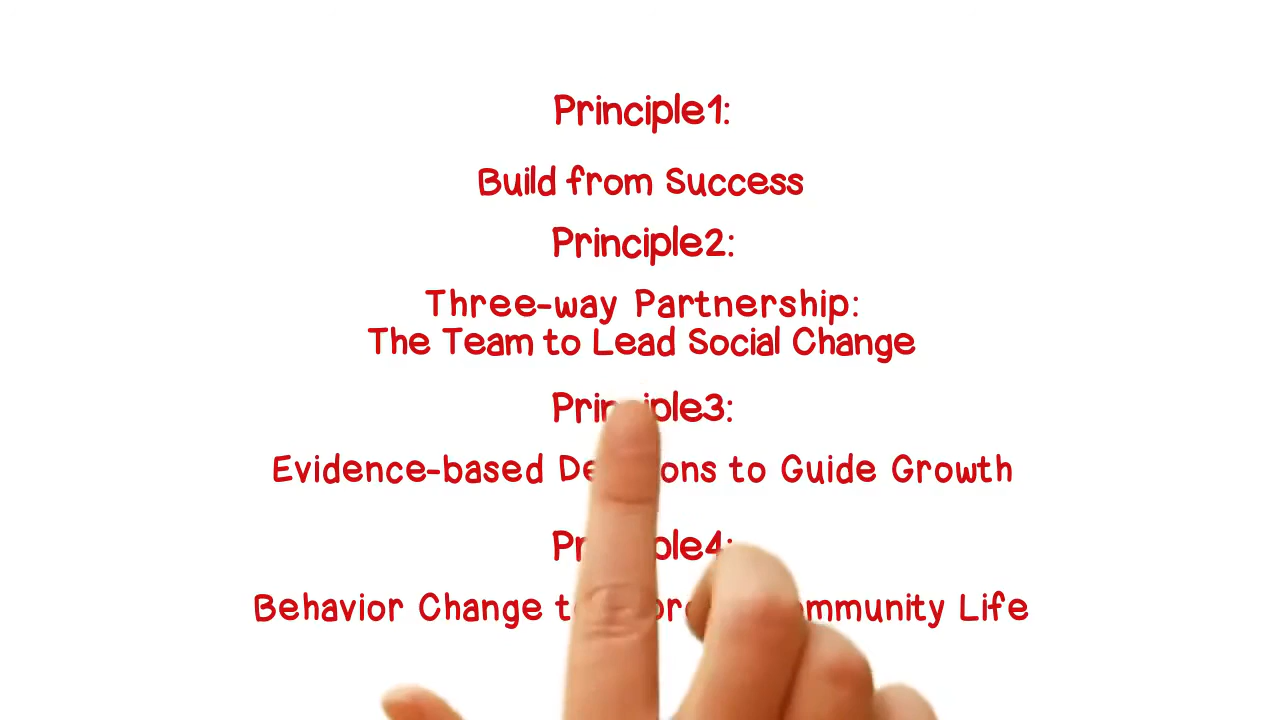 Principle1:
Build from Success
Principle2:
Three-way Partnership:
The Team to Lead Social Change
Principle3:
Evidence-based to Guide Growth
Behavior Change Life